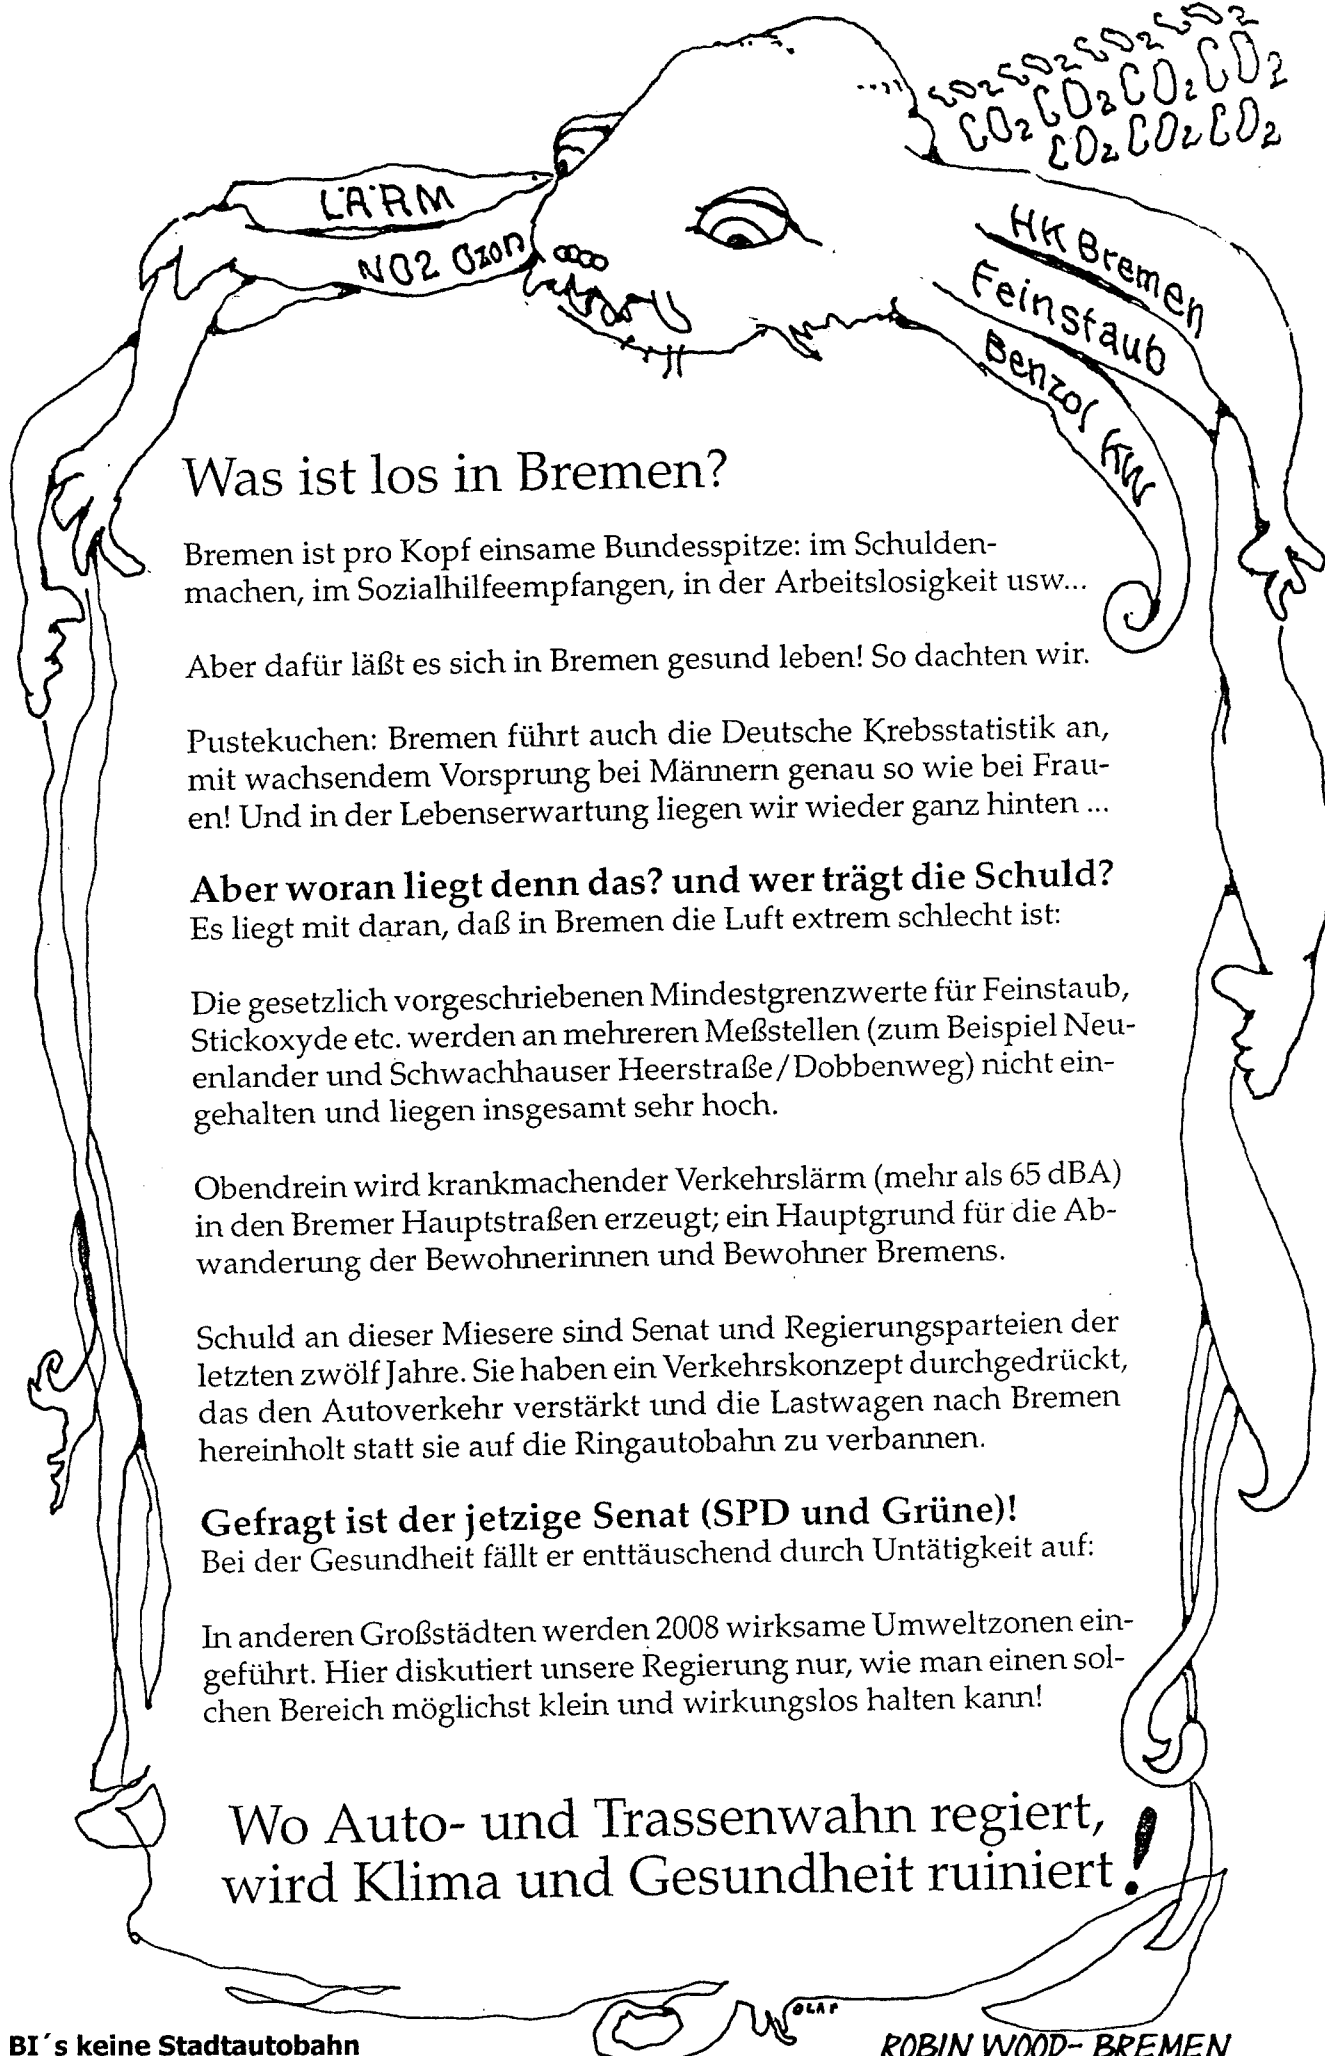 CO2 CO2 CO2 CO2
CO2 CO2 CO2 CO2
CO2 CO2 CO2
LÄRM
NO2 Ozon
HK Bremen
Feinstaub
Benzol KW
Was ist los in Bremen?
Bremen ist pro Kopf einsame Bundesspitze: im Schulden-
machen, im Sozialhilfeempfangen, in der Arbeitslosigkeit usw...
Aber dafür läßt es sich in Bremen gesund leben! So dachten wir.
Pustekuchen: Bremen führt auch die Deutsche Krebsstatistik an,
mit wachsendem Vorsprung bei Männern genau so wie bei Frau-
en! Und in der Lebenserwartung liegen wir wieder ganz hinten ...
Aber woran liegt denn das? und wer trägt die Schuld?
Es liegt mit daran, daß in Bremen die Luft extrem schlecht ist:
Die gesetzlich vorgeschriebenen Mindestgrenzwerte für Feinstaub,
Stickoxyde etc. werden an mehreren Meßstellen (zum Beispiel Neu-
enlander und Schwachhauser Heerstraße/Dobbenweg) nicht ein-
gehalten und liegen insgesamt sehr hoch.
Obendrein wird krankmachender Verkehrslärm (mehr als 65 dBA)
in den Bremer Hauptstraßen erzeugt; ein Hauptgrund für die Ab-
wanderung der Bewohnerinnen und Bewohner Bremens.
Schuld an dieser Miesere sind Senat und Regierungsparteien der
letzten zwölf Jahre. Sie haben ein Verkehrskonzept durchgedrückt,
das den Autoverkehr verstärkt und die Lastwagen nach Bremen
hereinholt statt sie auf die Ringautobahn zu verbannen.
Gefragt ist der jetzige Senat (SPD und Grüne)!
Bei der Gesundheit fällt er enttäuschend durch Untätigkeit auf:
In anderen Großstädten werden 2008 wirksame Umweltzonen ein-
geführt. Hier diskutiert unsere Regierung nur, wie man einen sol-
chen Bereich möglichst klein und wirkungslos halten kann!
Wo Auto- und Trassenwahn regiert,
wird Klima und Gesundheit ruiniert!
OLAF
BI´s keine Stadtautobahn
ROBIN WOOD- BREMEN